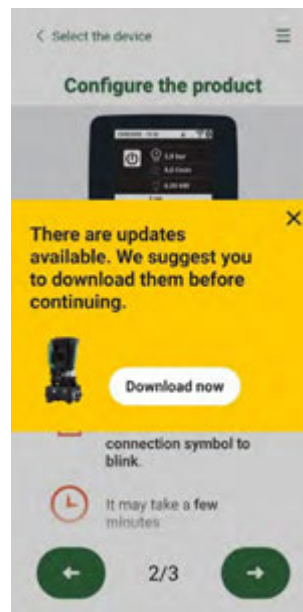 < Select the device
Configure the product
There are updates
available. We suggest you
to download them before
continuing.
Download now
connection symbol to
blink.
It may take a few
minutes
2/3